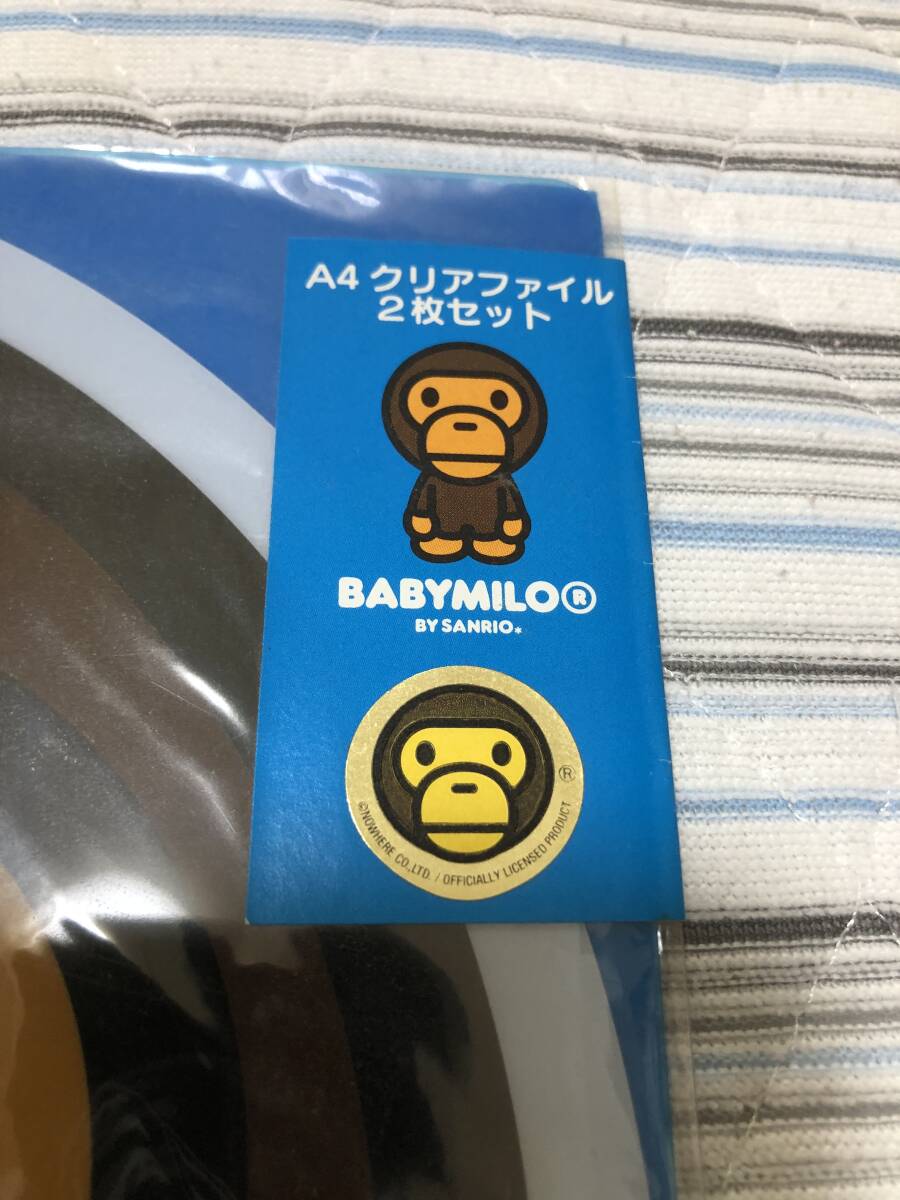 A4 クリアファイル
2枚セット
BABYMILO®
BY SANRIO*
®
©NOWHERE CO.,LTD. / OFFICIALLY LICENSED PRODUCT